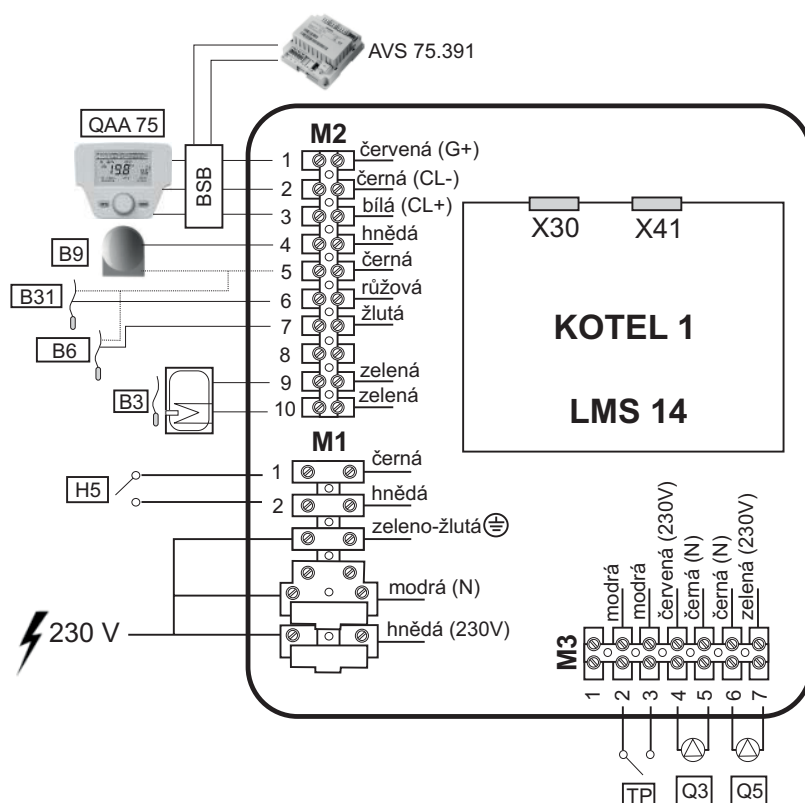 AVS 75.391
QAA 75
BSB
B9
B31
B6
B3
H5
230 V
M2
1 červená (G+)
2 černá (CL-)
3 bílá (CL+)
4 hnědá
5 černá
6 růžová
7 žlutá
8
9 zelená
10 zelená
M1
1 černá
2 hnědá
zeleno-žlutá
modrá (N)
hnědá (230V)
X30 X41
KOTEL 1
LMS 14
modrá
modrá
červená (230V)
černá (N)
černá (N)
zelená (230V)
M3
1 2 3 4 5 6 7
TP Q3 Q5